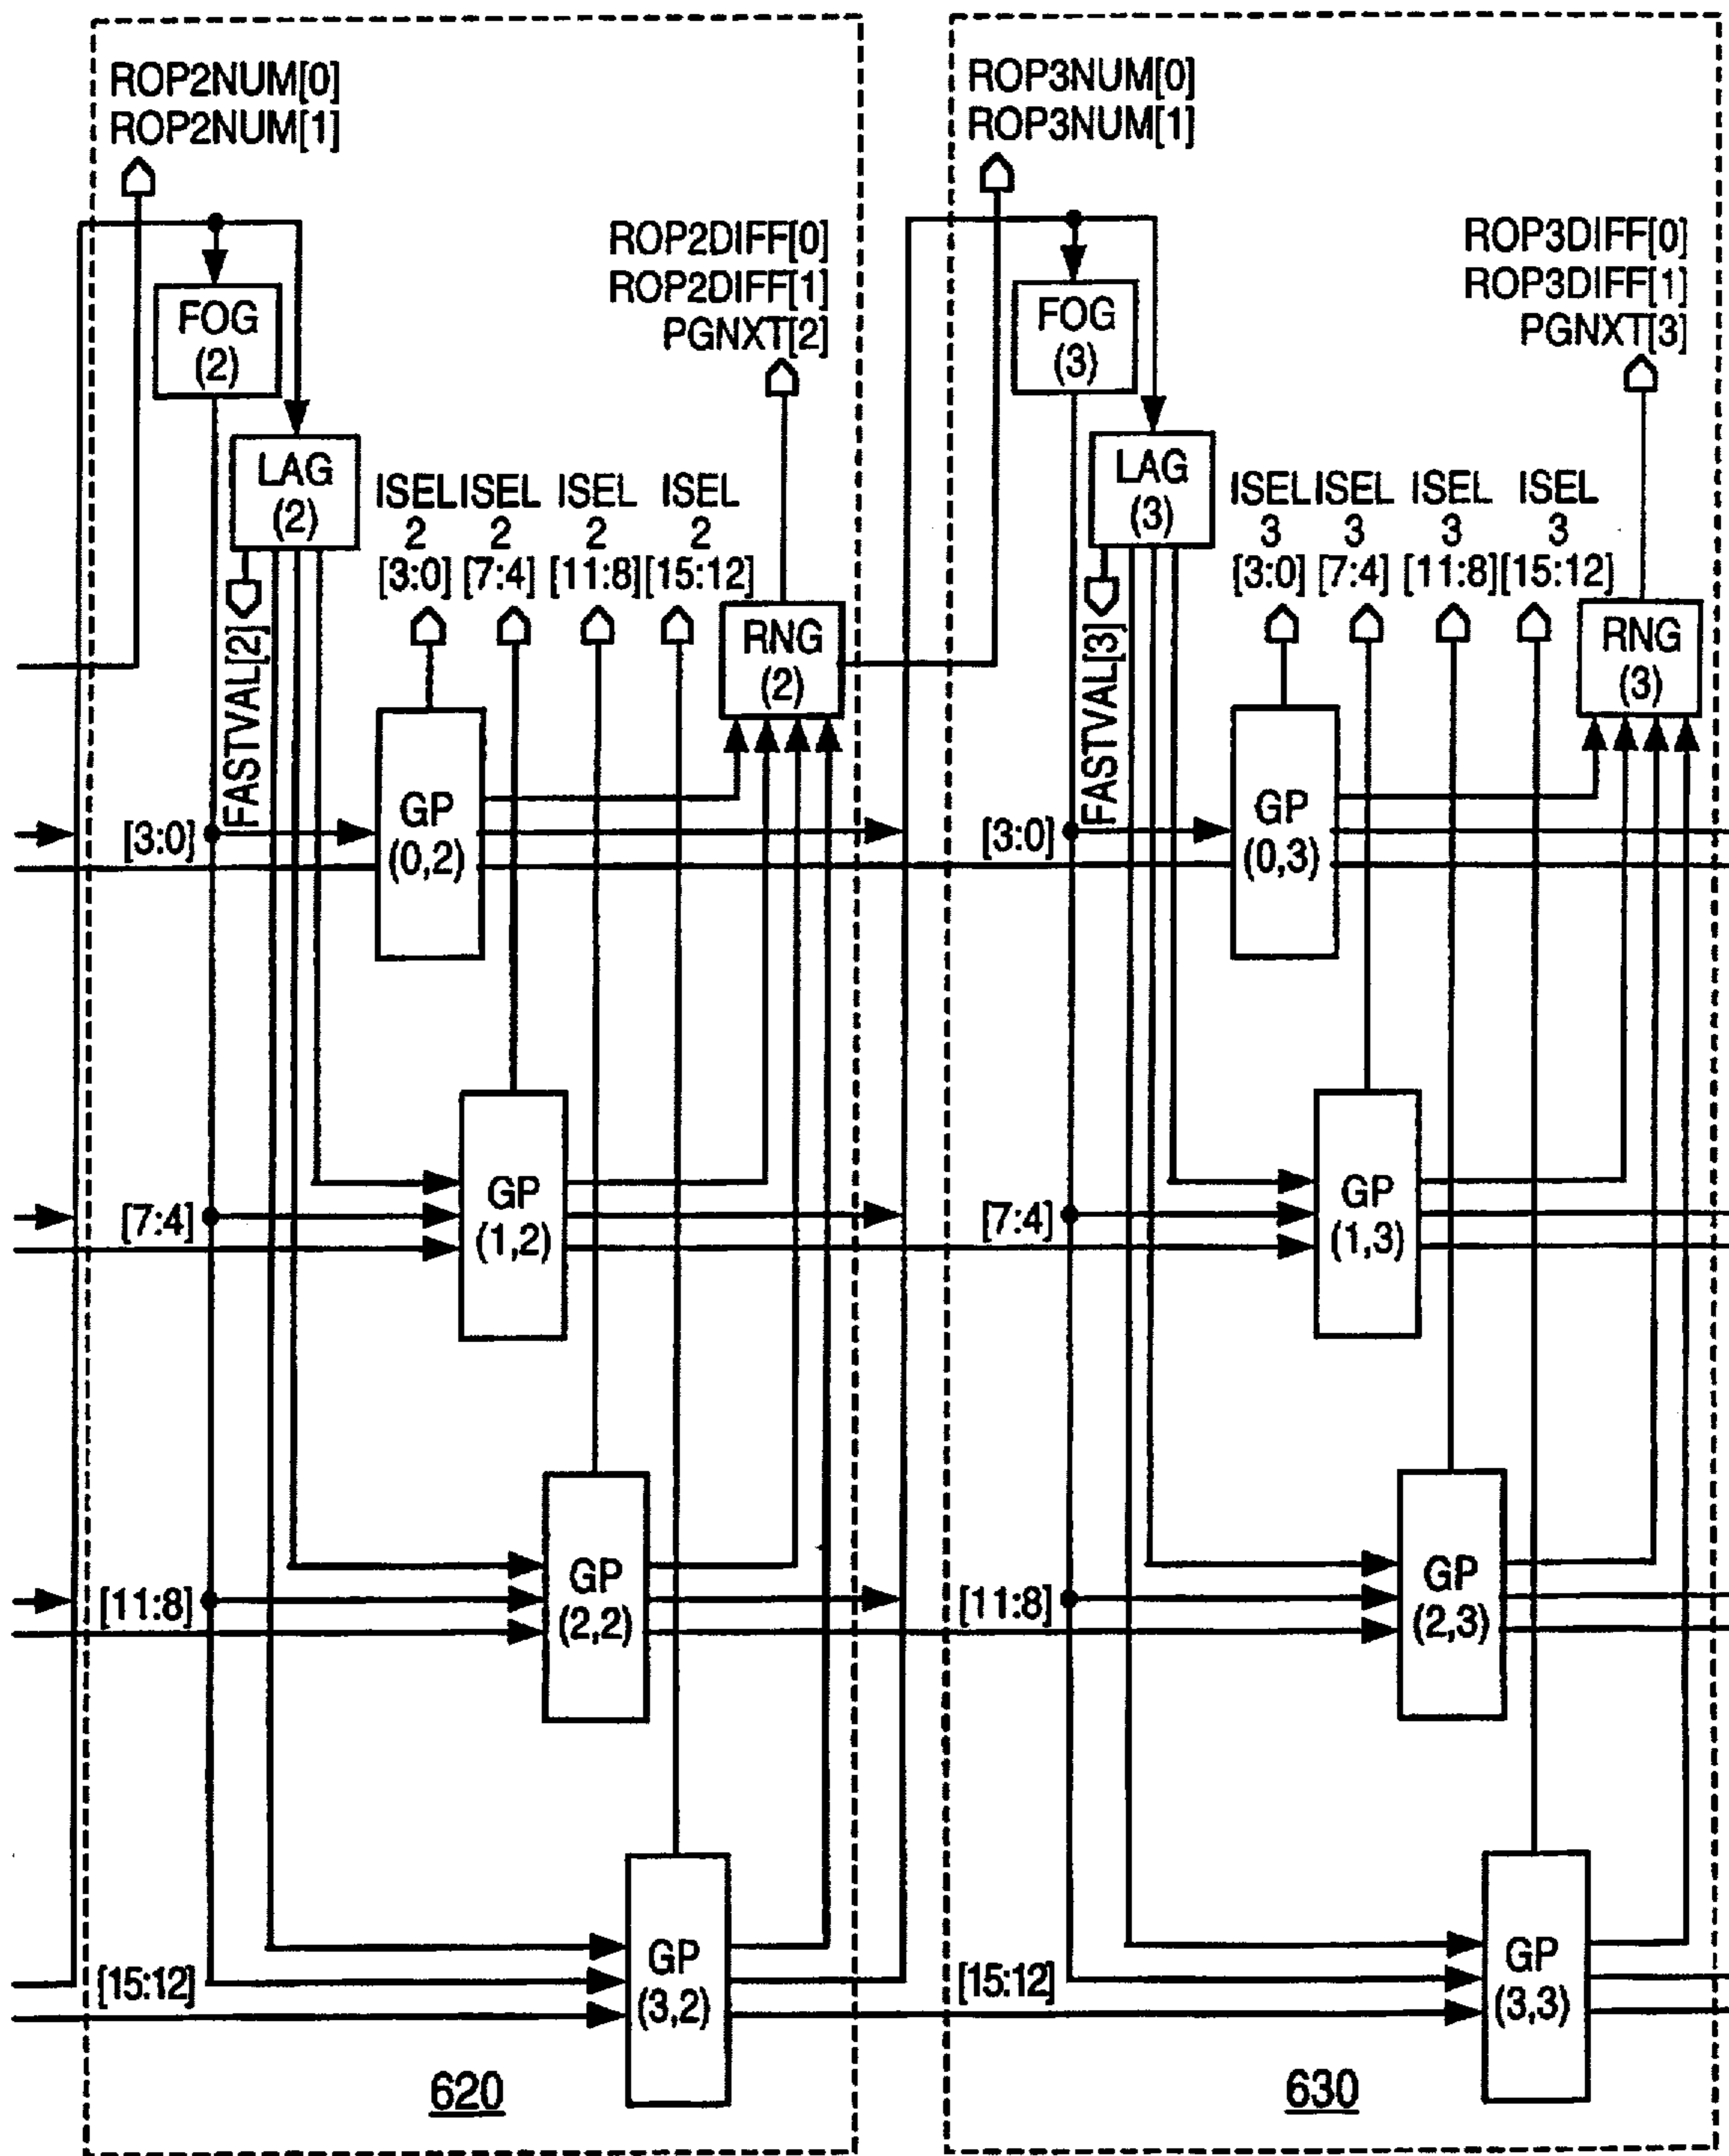 ROP2NUM[0]
ROP2NUM[1]
FOG
(2)
LAG
(2)
ROP2DIFF[0]
ROP2DIFF[1]
PGNXT[2]
ISEL ISEL ISEL ISEL
2 2 2 2
[3:0] [7:4] [11:8] [15:12]
FASTVAL[2]
RNG
(2)
[3:0]
GP
(0,2)
[7:4]
GP
(1,2)
[11:8]
GP
(2,2)
[15:12]
GP
(3,2)
620
ROP3NUM[0]
ROP3NUM[1]
FOG
(3)
LAG
(3)
ROP3DIFF[0]
ROP3DIFF[1]
PGNXT[3]
ISEL ISEL ISEL ISEL
3 3 3 3
[3:0] [7:4] [11:8] [15:12]
FASTVAL[3]
RNG
(3)
[3:0]
GP
(0,3)
[7:4]
GP
(1,3)
[11:8]
GP
(2,3)
[15:12]
GP
(3,3)
630